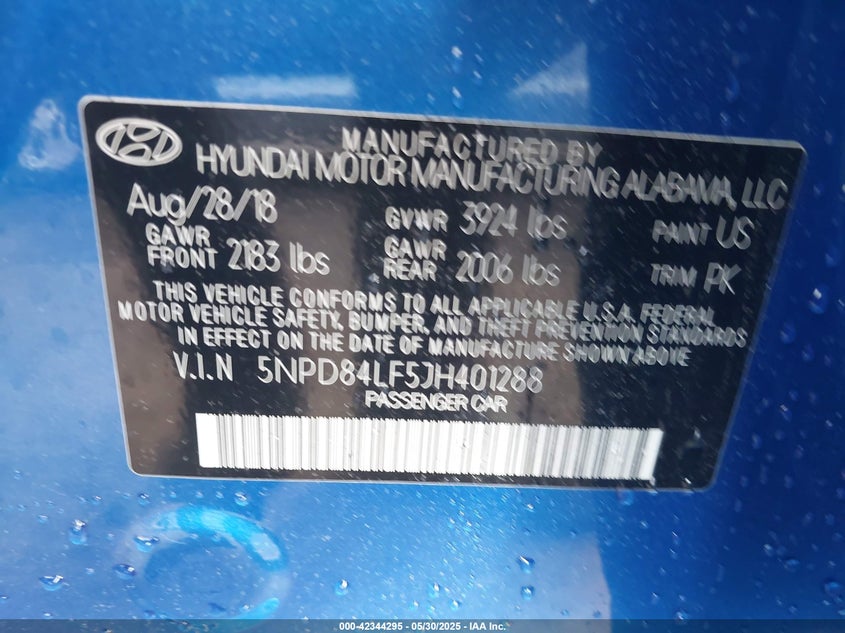 MANUFACTURED BY
HYUNDAI MOTOR MANUFACTURING ALABAMA, LLC
Aug/28/18 GVWR 3924 lbs PAINT US
GAWR FRONT 2183 lbs GAWR REAR 2006 lbs TRIM PK
THIS VEHICLE CONFORMS TO ALL APPLICABLE U.S.A. FEDERAL
MOTOR VEHICLE SAFETY, BUMPER, AND THEFT PREVENTION STANDARDS
IN EFFECT ON THE DATE OF MANUFACTURE SHOWN ABOVE.
V.I.N 5NPD84LF5JH401288
PASSENGER CAR
000-42344295 - 05/30/2025 - IAA Inc.